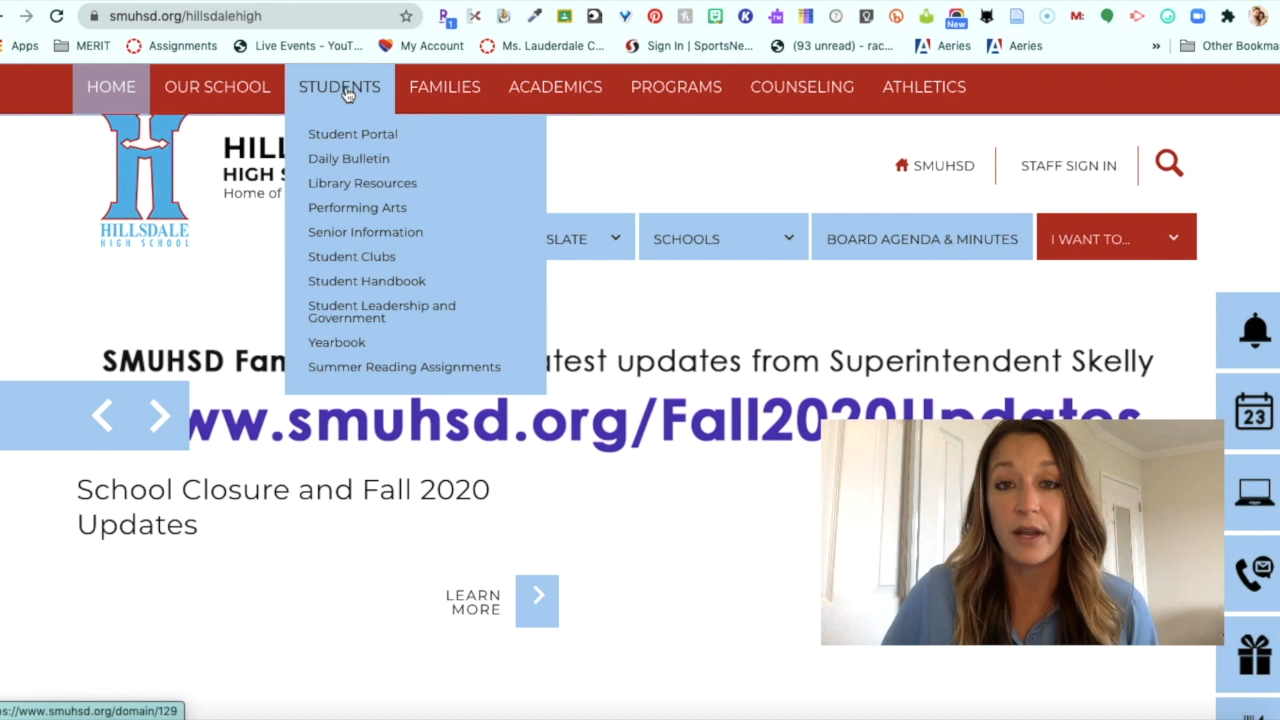 smuhsd.org/hillsdalehigh
1
New
M:
Apps
MERIT
Assignments
Live Events - YouT...
My Account
Ms. Lauderdale C...
Sign In | SportsNe...
(93 unread) - rac...
Aeries
Aeries
»
Other Bookma
HOME
OUR SCHOOL
STUDENTS
FAMILIES
ACADEMICS
PROGRAMS
COUNSELING
ATHLETICS
Student Portal
Daily Bulletin
Library Resources
Performing Arts
Senior Information
Student Clubs
Student Handbook
Student Leadership and
Government
Yearbook
Summer Reading Assignments
H
HILLSDALE
HIGH SCHOOL
HILL
HIGH S
Home of
SMUHSD
STAFF SIGN IN
SLATE
SCHOOLS
BOARD AGENDA & MINUTES
I WANT TO...
SMUHSD Fam
atest updates from Superintendent Skelly
ww.smuhsd.org/Fall2020Updates
School Closure and Fall 2020
Updates
LEARN
MORE
23
ps://www.smuhsd.org/domain/129